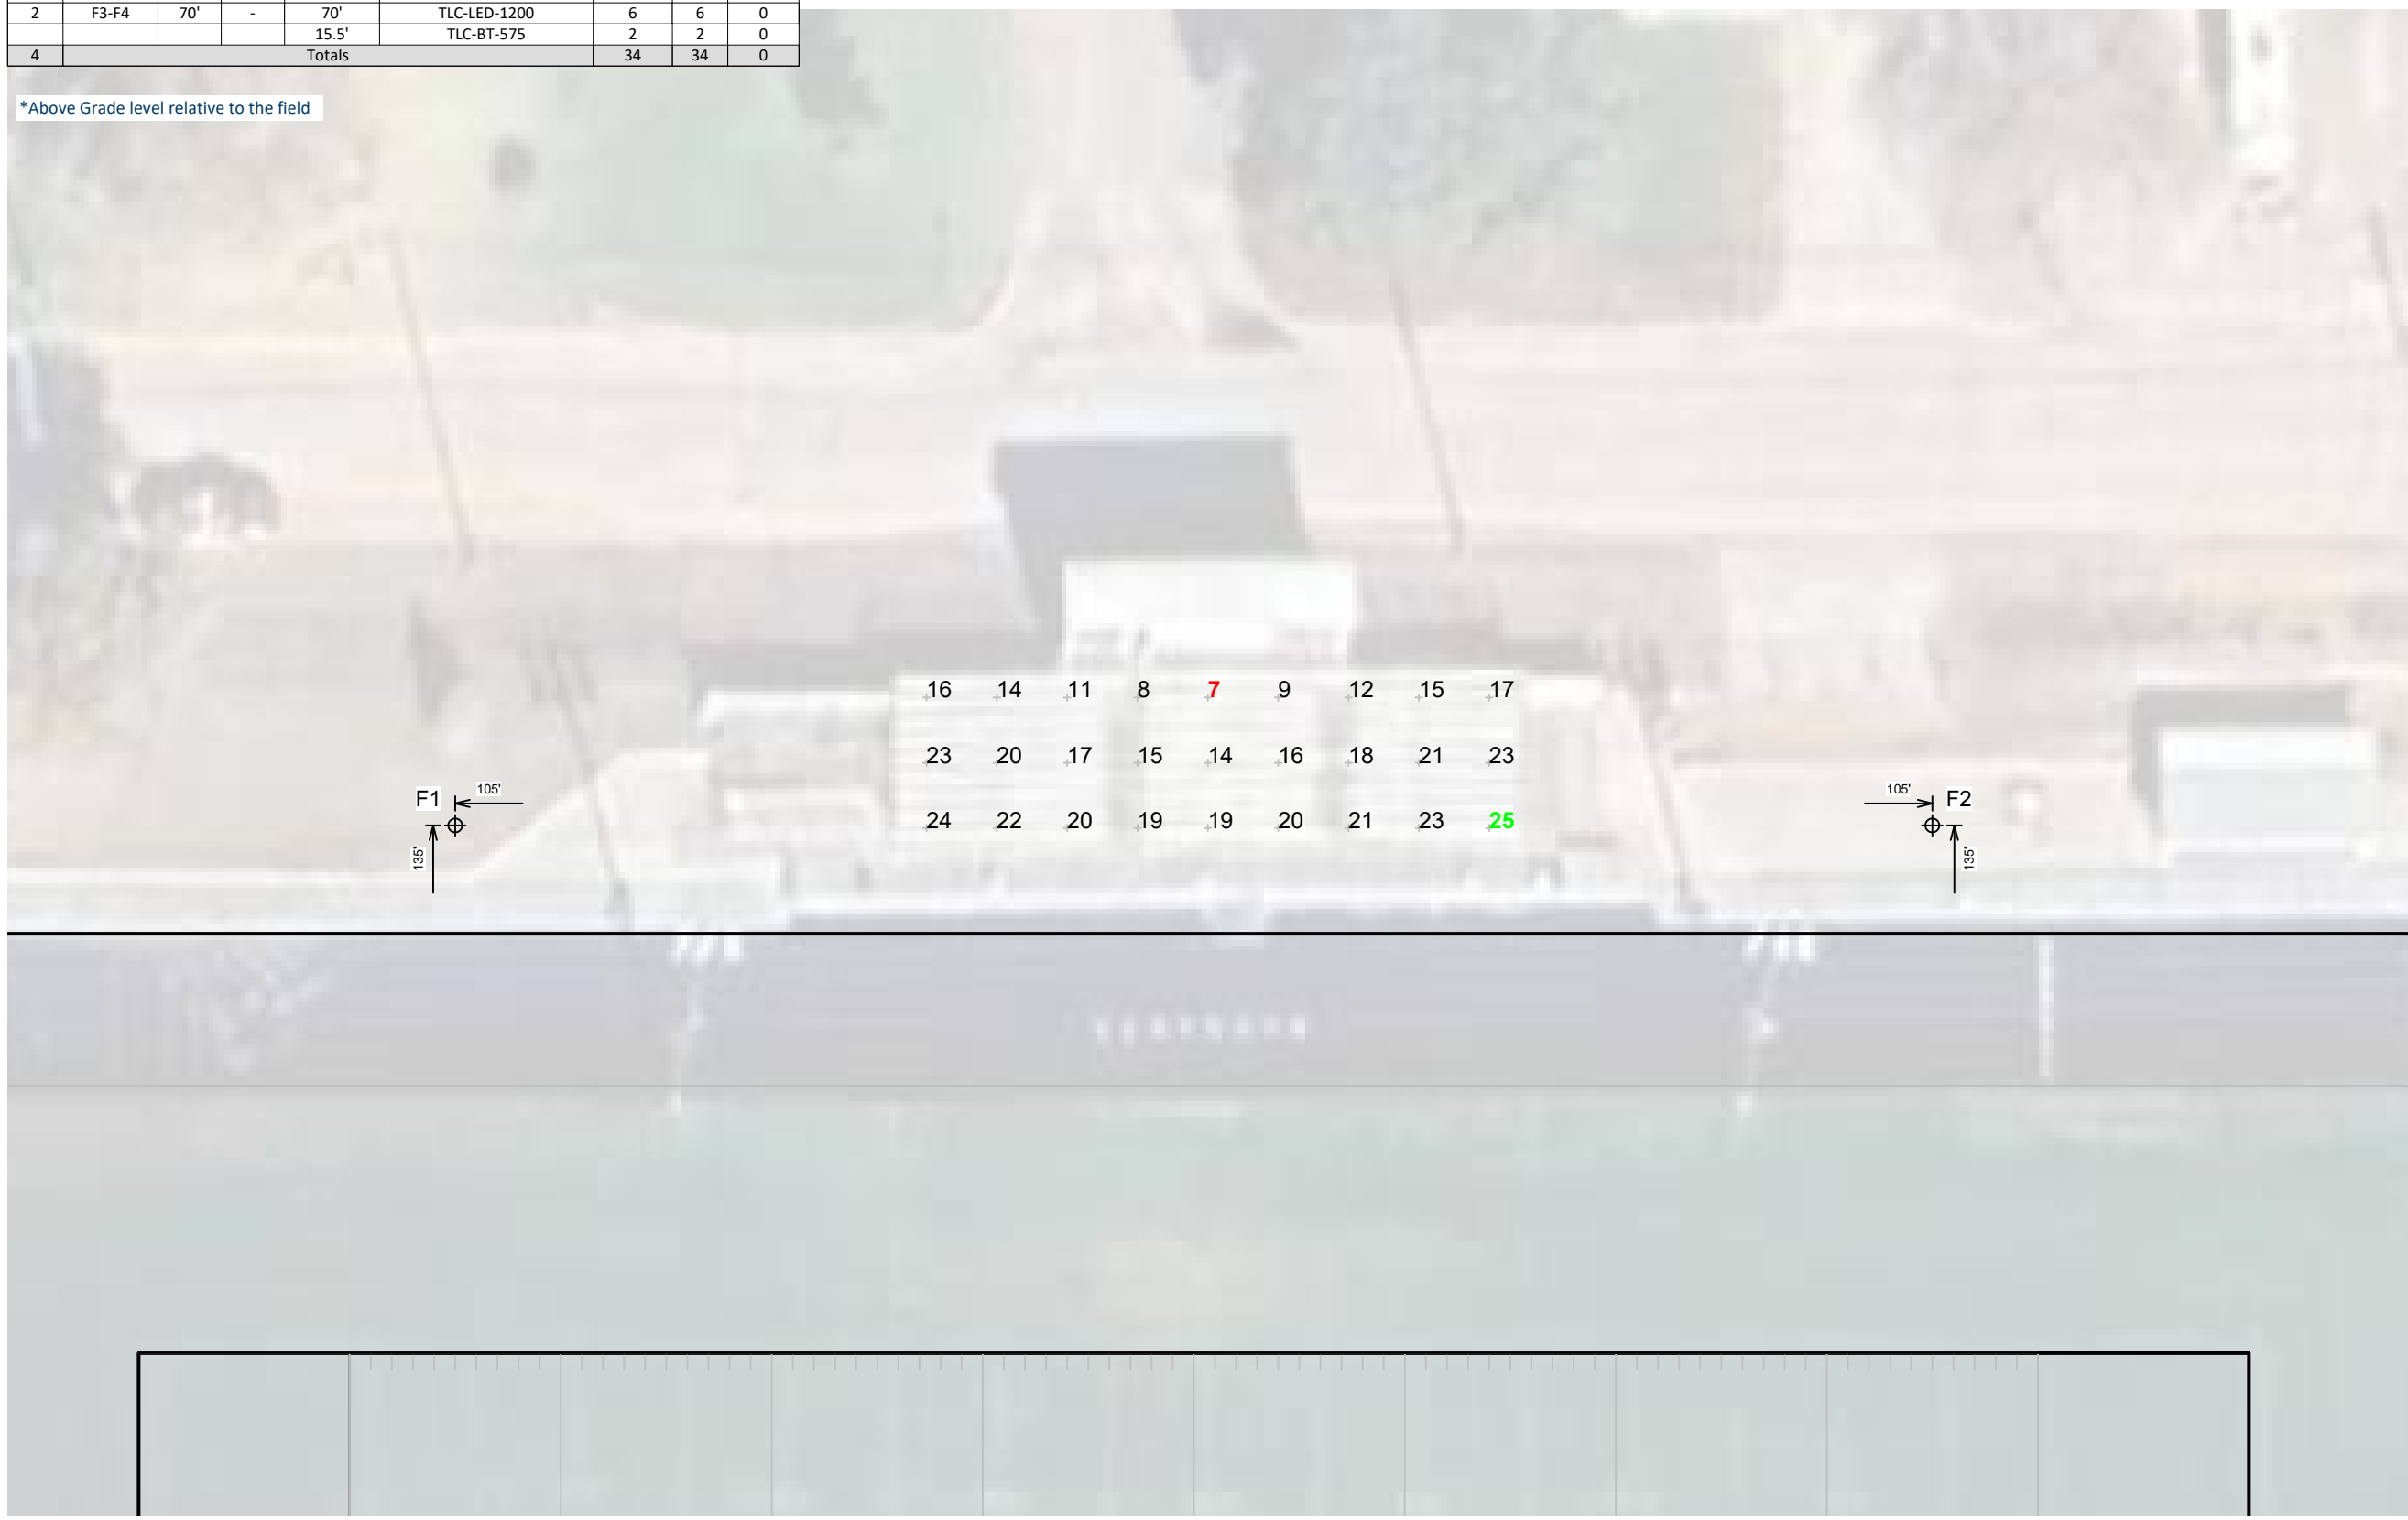 2 F3-F4 70' - 70' TLC-LED-1200 6 6 0
15.5' TLC-BT-575 2 2 0
4 Totals 34 34 0
*Above Grade level relative to the field
16 14 11 8 7 9 12 15 17
23 20 17 15 14 16 18 21 23
F1 105'
105' F2
24 22 20 19 19 20 21 23 25
135'
135'